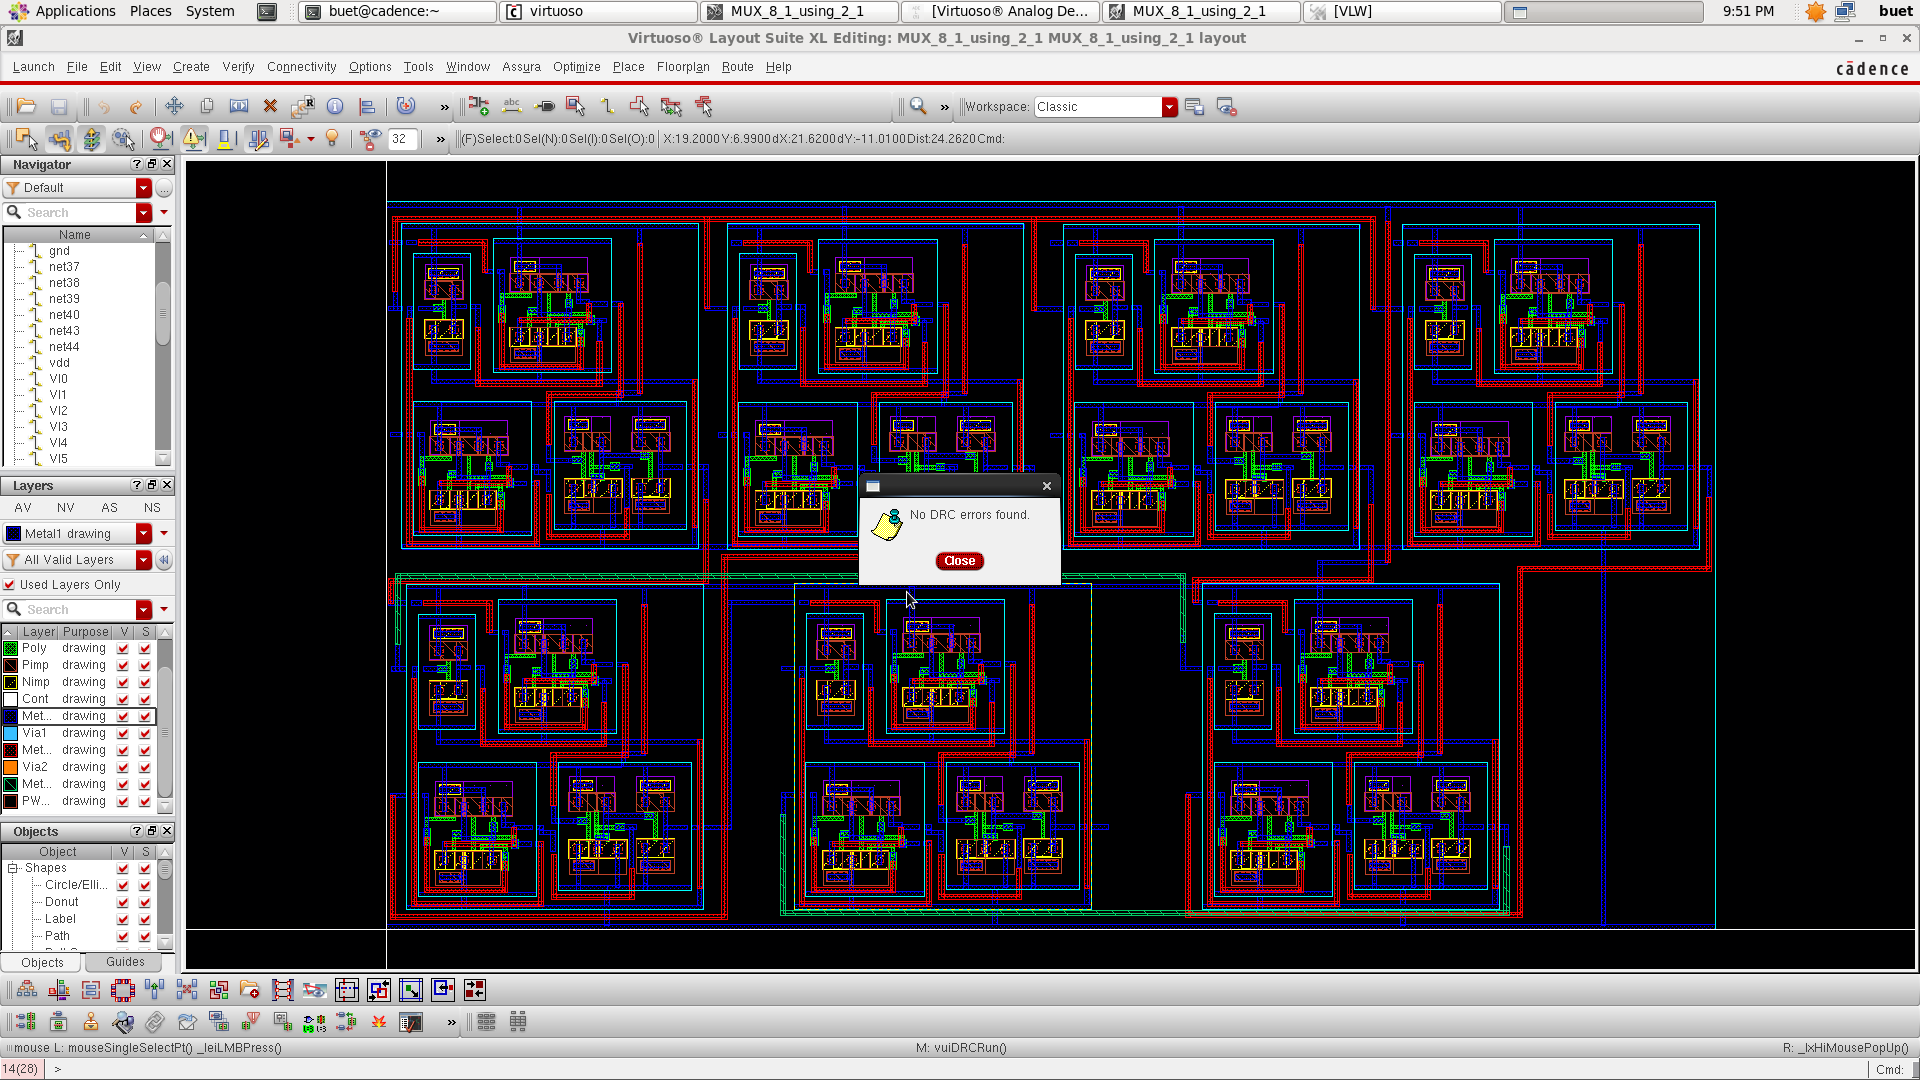 Applications Places System
buet@cadence:~
virtuoso
MUX_8_1_using_2_1
[Virtuoso® Analog De...
MUX_8_1_using_2_1
[VLW]
9:51 PM
buet
Virtuoso® Layout Suite XL Editing: MUX_8_1_using_2_1 MUX_8_1_using_2_1 layout
Launch File Edit View Create Verify Connectivity Options Tools Window Assura Optimize Place Floorplan Route Help
cādence
abc
»
»
Workspace: Classic
32
»
(F)Select:0 Sel(N):0 Sel(I):0 Sel(O):0 X:19.2000 Y:6.9900 dX:21.6200 dY:-11.0100 Dist:24.2620 Cmd:
Navigator
Default
Search
Name
gnd
net37
net38
net39
net40
net43
net44
vdd
VI0
VI1
VI2
VI3
VI4
VI5
Layers
AV NV AS NS
Metal1 drawing
All Valid Layers
Used Layers Only
Search
Layer Purpose V S
Poly drawing
Pimp drawing
Nimp drawing
Cont drawing
Met... drawing
Via1 drawing
Met... drawing
Via2 drawing
Met... drawing
PW... drawing
Objects
Object V S
Shapes
Circle/Elli...
Donut
Label
Path
Objects Guides
No DRC errors found.
Close
»
mouse L: mouseSingleSelectPt() _leiLMBPress()
M: vuiDRCRun()
R: _lxHiMousePopUp()
14(28) >
Cmd: